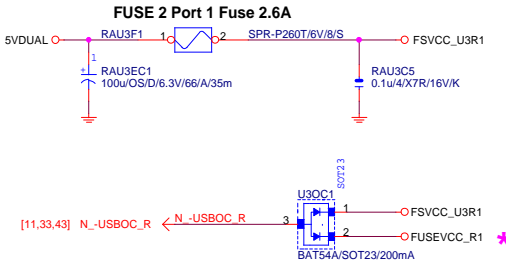 FUSE 2 Port 1 Fuse 2.6A
5VDUAL RAU3F1 1 2 SPR-P260T/6V/8/S FSVCC_U3R1
1
+ RAU3EC1
100u/OS/D/6.3V/66/A/35m
RAU3C5
0.1u/4/X7R/16V/K
SOT23
U3OC1
[11,33,43] N_-USBOC_R N_-USBOC_R 3 1 FSVCC_U3R1
2 FUSEVCC_R1 *
BAT54A/SOT23/200mA